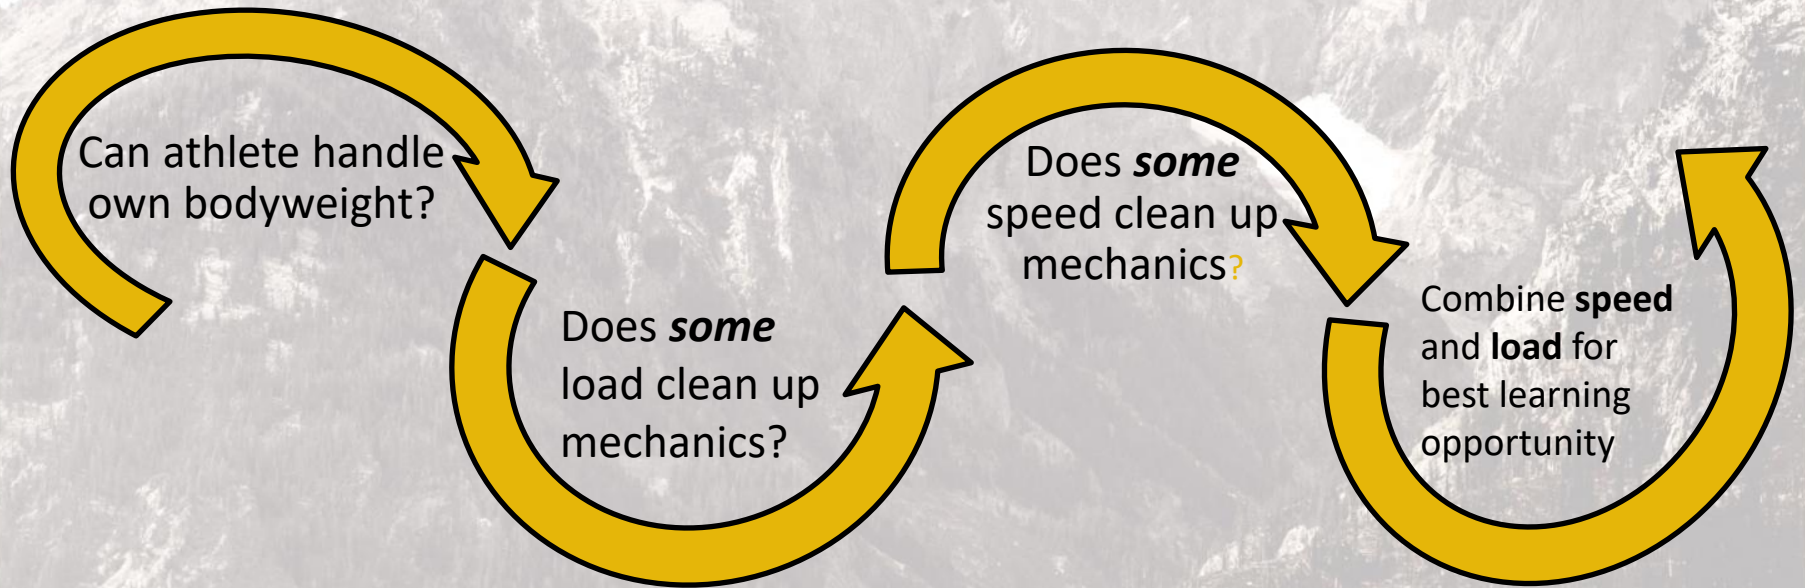 Can athlete handle
own bodyweight?
Does some
load clean up
mechanics?
Does some
speed clean up
mechanics?
Combine speed
and load for
best learning
opportunity